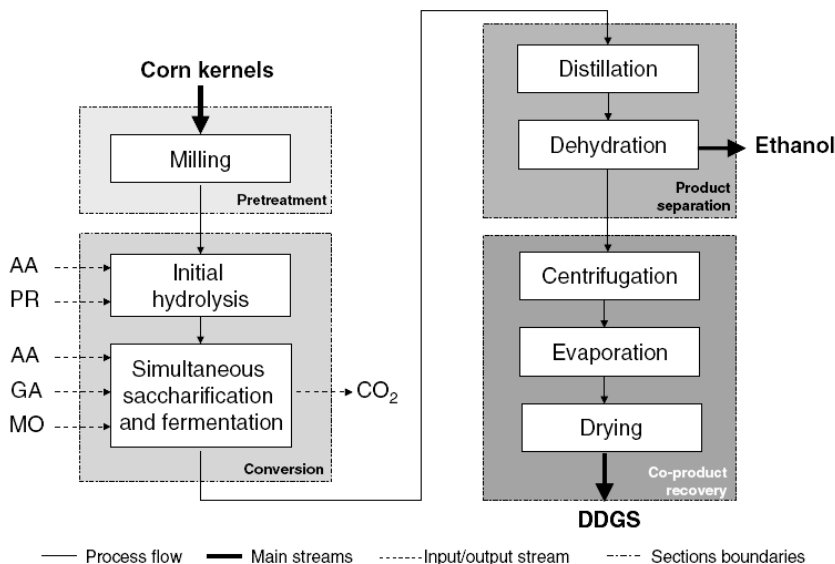 Corn kernels
Milling
Pretreatment
AA
PR
Initial
hydrolysis
AA
GA
MO
Simultaneous
saccharification
and fermentation
CO₂
Conversion
Distillation
Dehydration
Ethanol
Product
separation
Centrifugation
Evaporation
Drying
Co-product
recovery
DDGS
Process flow
Main streams
Input/output stream
Sections boundaries